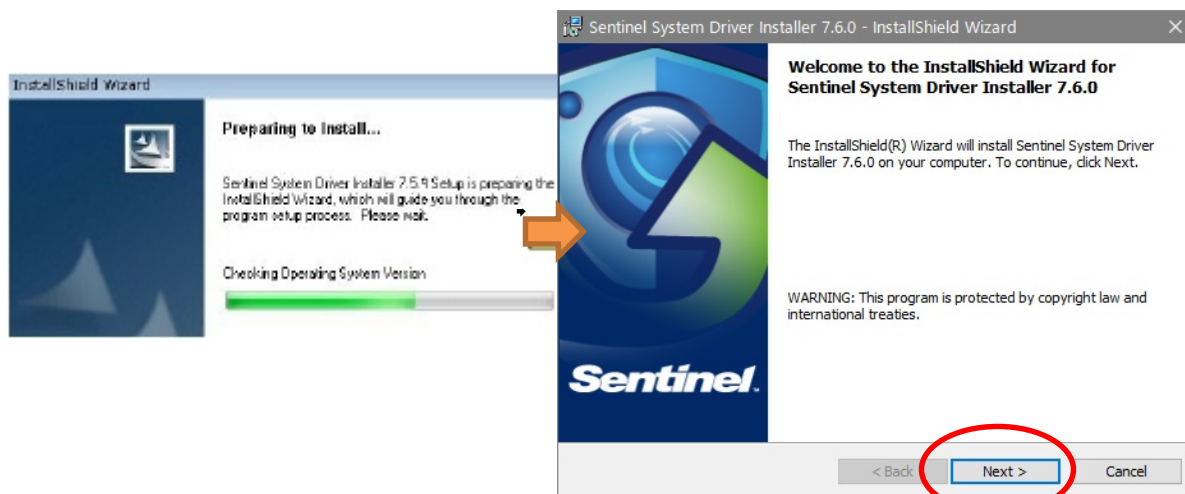 InstallShield Wizard
Preparing to Install...
Sentinel System Driver Installer 7.5.9 Setup is preparing the
InstallShield Wizard, which will guide you through the
program setup process. Please wait.
Checking Operating System Version
Sentinel System Driver Installer 7.6.0 - InstallShield Wizard
Welcome to the InstallShield Wizard for
Sentinel System Driver Installer 7.6.0
The InstallShield(R) Wizard will install Sentinel System Driver
Installer 7.6.0 on your computer. To continue, click Next.
WARNING: This program is protected by copyright law and
international treaties.
Sentinel.
< Back
Next >
Cancel